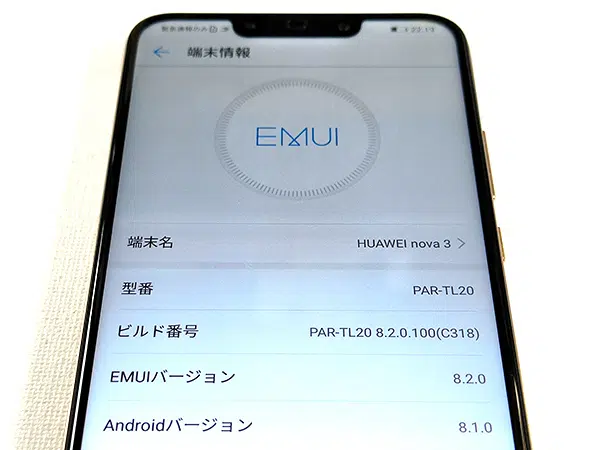 緊急通報のみ
22:13
← 端末情報
EMUI
端末名 HUAWEI nova 3 >
型番 PAR-TL20
ビルド番号 PAR-TL20 8.2.0.100(C318)
EMUIバージョン 8.2.0
Androidバージョン 8.1.0